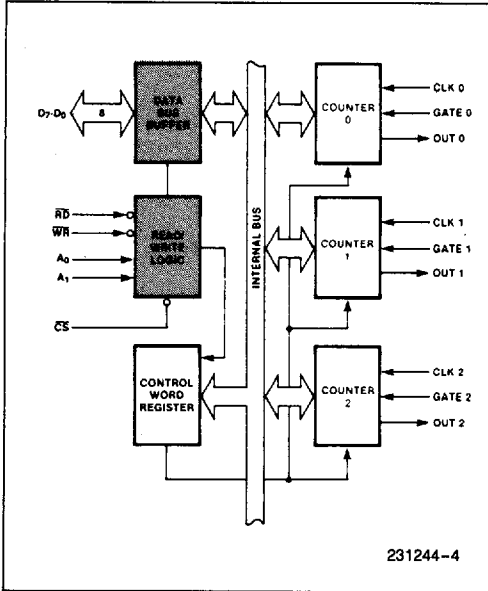 D7-D0
8
DATA
BUS
BUFFER
RD
WR
A0
A1
CS
READ/
WRITE
LOGIC
CONTROL
WORD
REGISTER
INTERNAL BUS
COUNTER
0
CLK 0
GATE 0
OUT 0
COUNTER
1
CLK 1
GATE 1
OUT 1
COUNTER
2
CLK 2
GATE 2
OUT 2
231244-4